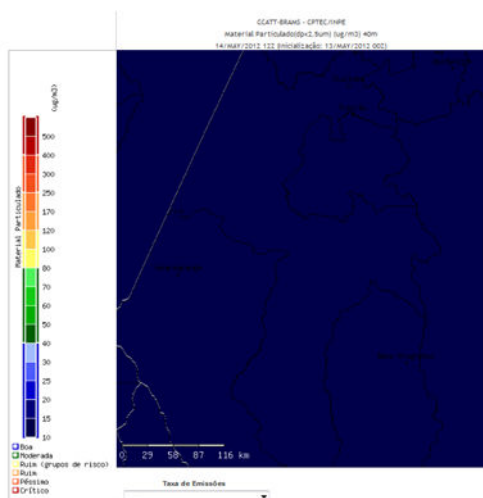 CCATT-BRAMS - CPTEC/INPE
Material Particulado(dp<2.5um) (ug/m3) 40m
14/MAY/2012 12Z (Inicialização: 13/MAY/2012 00Z)
(ug/m3)
Material Particulado
500
400
300
250
170
120
100
80
70
60
50
40
30
25
20
15
10
Boa
Moderada
Ruim (grupos de risco)
Ruim
Péssimo
Crítico
0 29 58 87 116 km
Taxa de Emissões